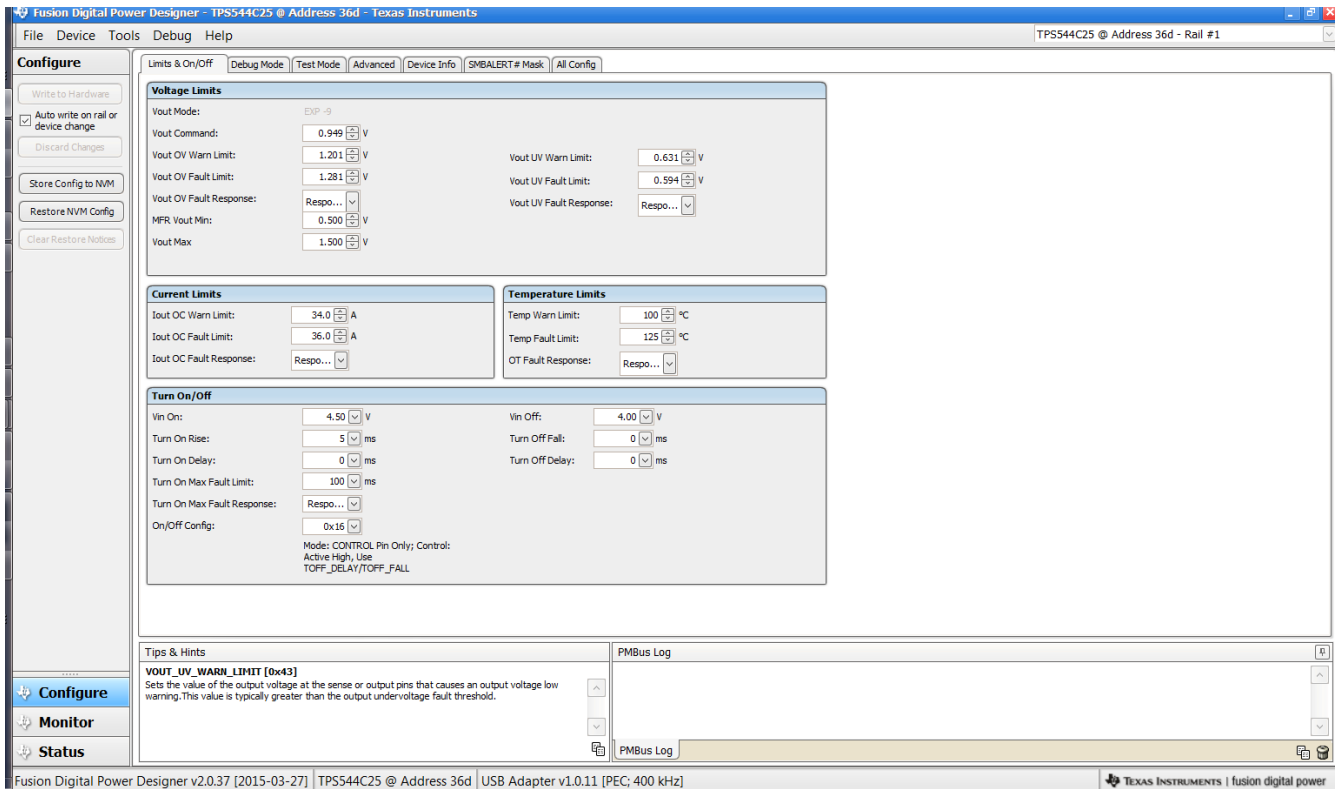 Fusion Digital Power Designer - TPS544C25 @ Address 36d - Texas Instruments
File Device Tools Debug Help
TPS544C25 @ Address 36d - Rail #1
Configure
Limits & On/Off Debug Mode Test Mode Advanced Device Info SMBALERT# Mask All Config
Write to Hardware
Auto write on rail or
device change
Discard Changes
Store Config to NVM
Restore NVM Config
Clear Restore Notices
Voltage Limits
Vout Mode: EXP -9
Vout Command: 0.949 V
Vout OV Warn Limit: 1.201 V
Vout UV Warn Limit: 0.631 V
Vout OV Fault Limit: 1.281 V
Vout UV Fault Limit: 0.594 V
Vout OV Fault Response: Respo...
Vout UV Fault Response: Respo...
MFR Vout Min: 0.500 V
Vout Max 1.500 V
Current Limits
Iout OC Warn Limit: 34.0 A
Iout OC Fault Limit: 36.0 A
Iout OC Fault Response: Respo...
Temperature Limits
Temp Warn Limit: 100 ºC
Temp Fault Limit: 125 ºC
OT Fault Response: Respo...
Turn On/Off
Vin On: 4.50 V Vin Off: 4.00 V
Turn On Rise: 5 ms Turn Off Fall: 0 ms
Turn On Delay: 0 ms Turn Off Delay: 0 ms
Turn On Max Fault Limit: 100 ms
Turn On Max Fault Response: Respo...
On/Off Config: 0x16
Mode: CONTROL Pin Only; Control:
Active High, Use
TOFF_DELAY/TOFF_FALL
Tips & Hints
VOUT_UV_WARN_LIMIT [0x43]
Sets the value of the output voltage at the sense or output pins that causes an output voltage low
warning.This value is typically greater than the output undervoltage fault threshold.
PMBus Log
PMBus Log
Configure
Monitor
Status
Fusion Digital Power Designer v2.0.37 [2015-03-27] TPS544C25 @ Address 36d USB Adapter v1.0.11 [PEC; 400 kHz]
TEXAS INSTRUMENTS | fusion digital power